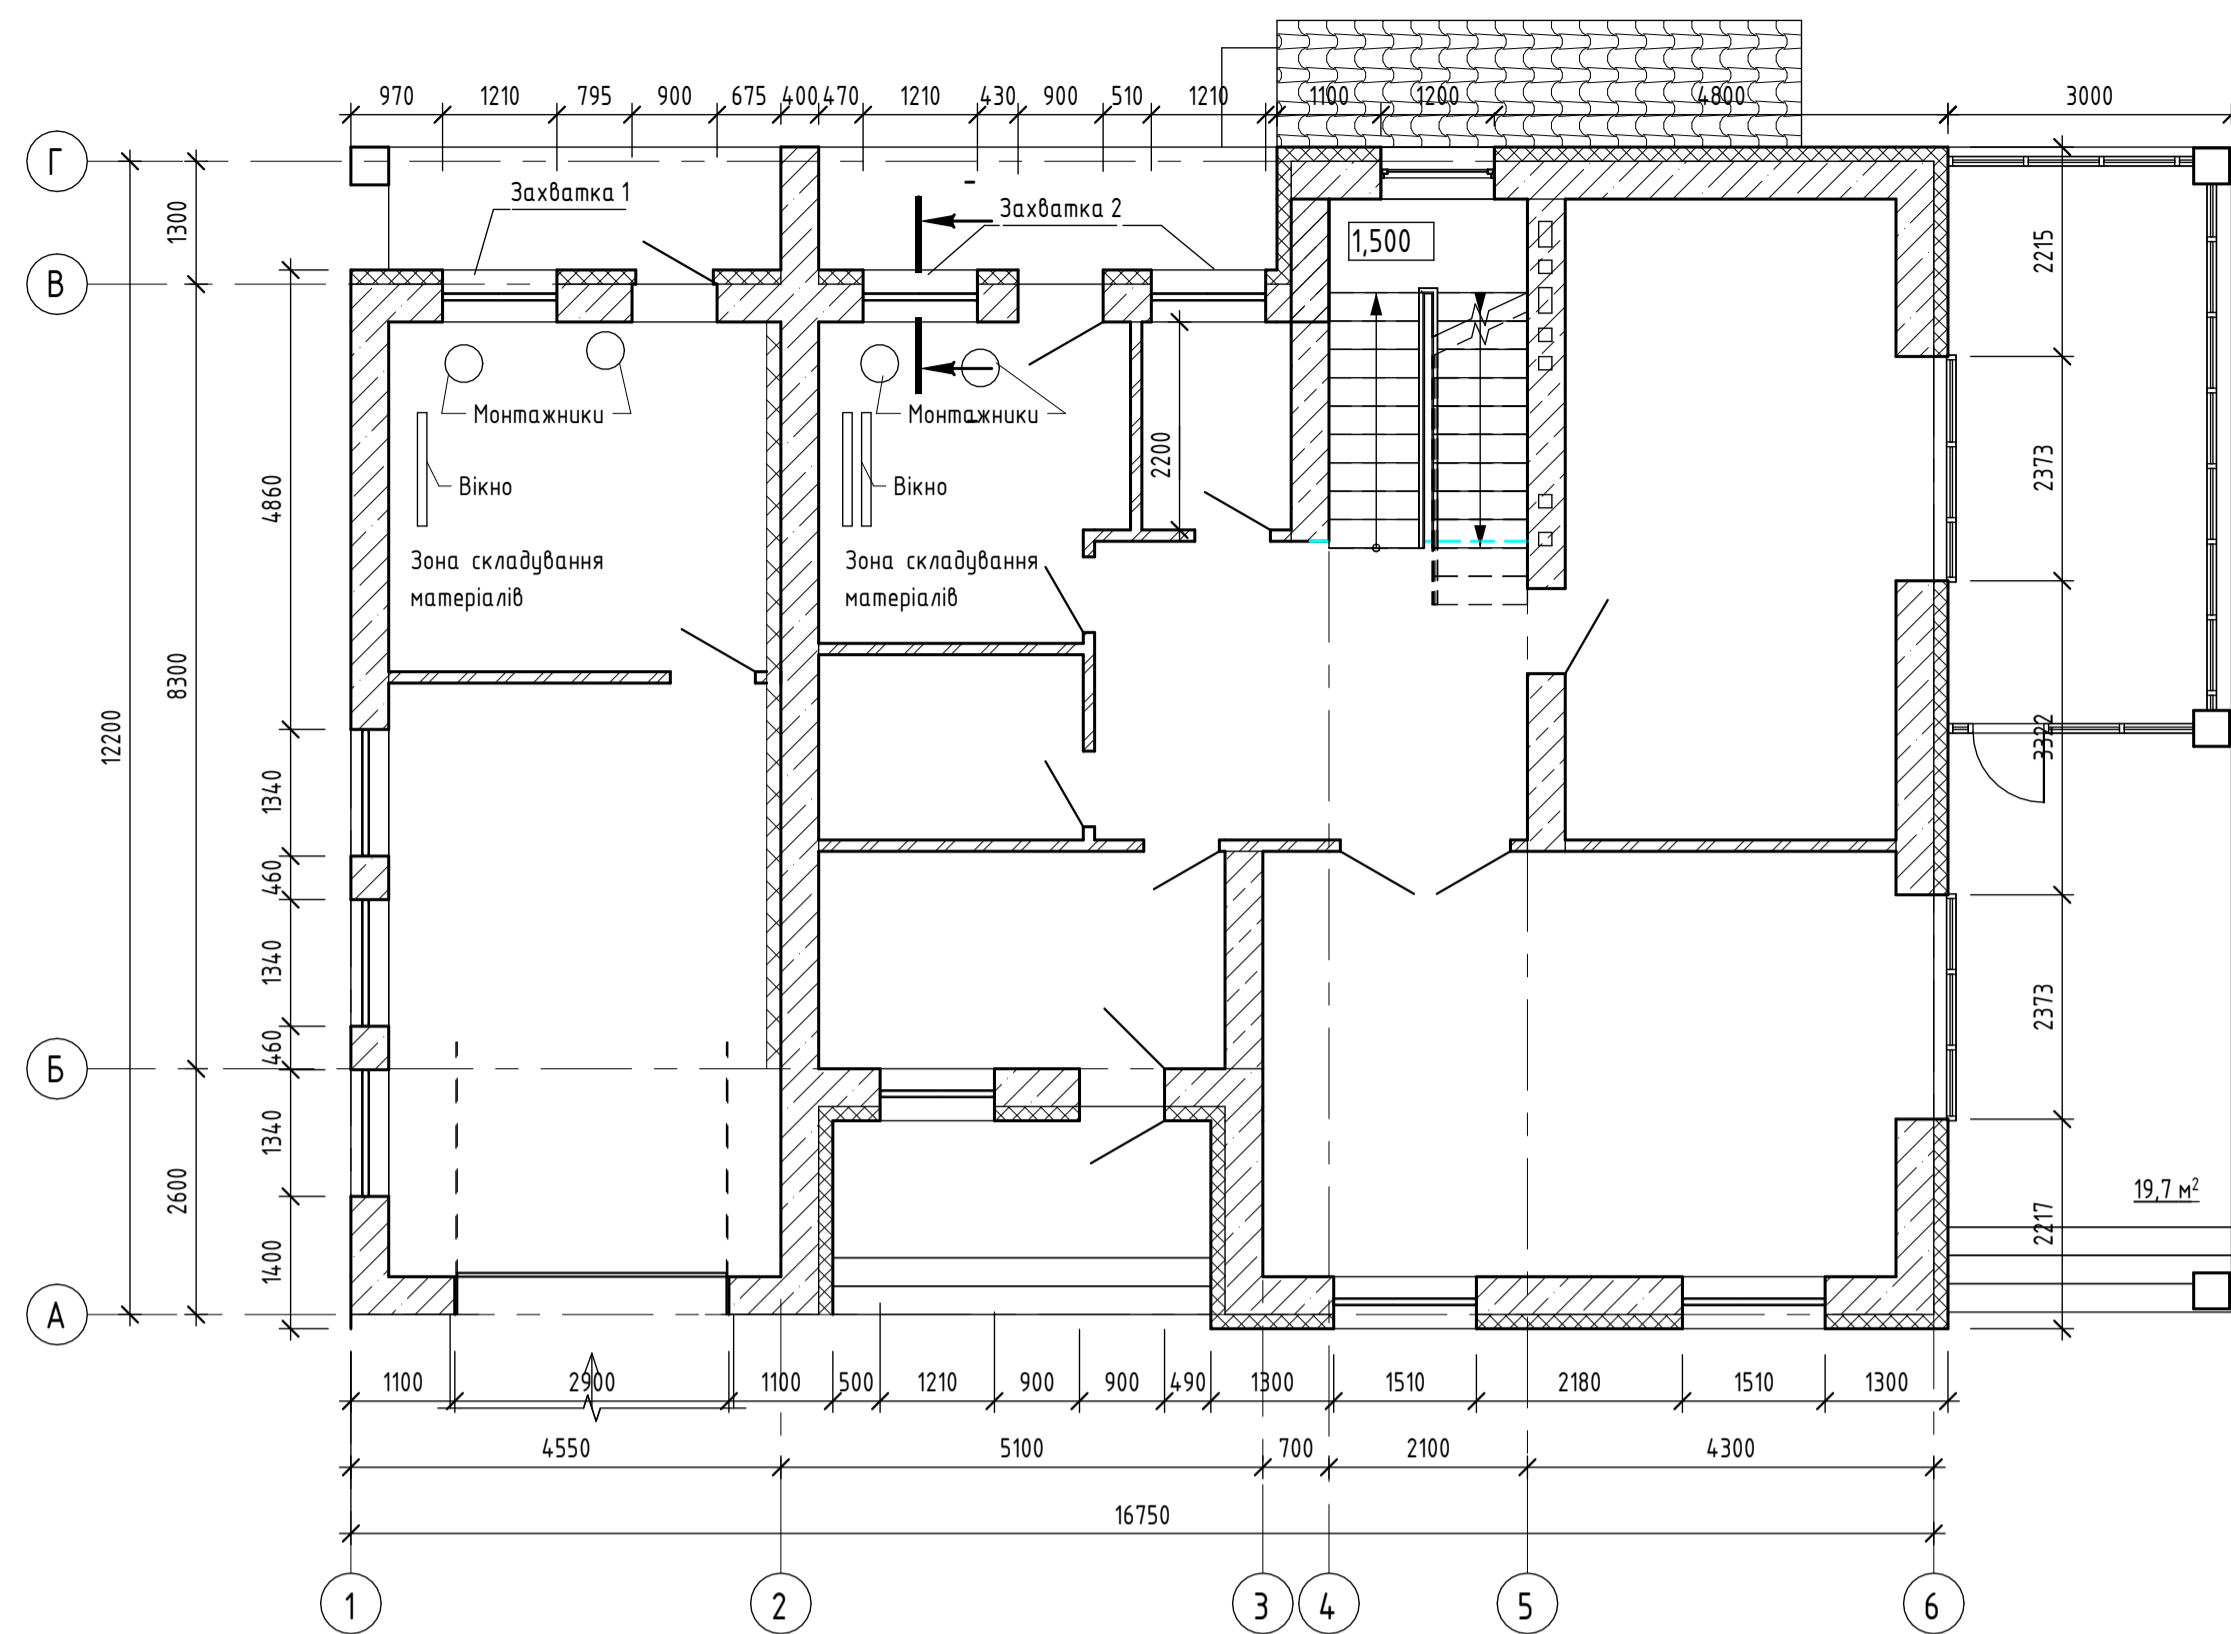 970 1210 795 900 675 400 470 1210 430 900 510 1210 1100 1200 4800 3000
Г
Захватка 1
Захватка 2
1300
1,500
2215
В
Монтажники
Монтажники
2200
Вікно
Вікно
4860
2373
Зона складування
матеріалів
Зона складування
матеріалів
8300
12200
3322
1340
460
1340
2373
460
Б
1340
2600
19,7 м²
2217
1400
А
1100 2900 1100 500 1210 900 900 490 1300 1510 2180 1510 1300
4550 5100 700 2100 4300
16750
1 2 3 4 5 6